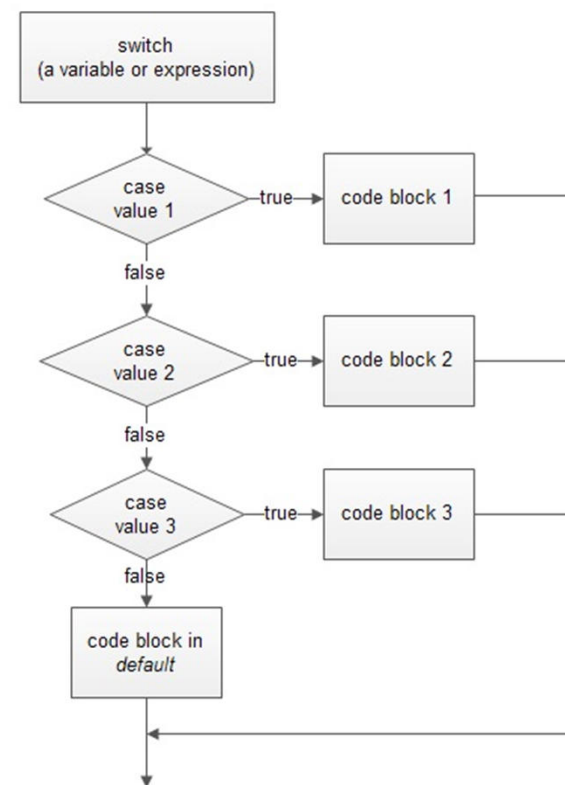 switch
(a variable or expression)
case
value 1
true
code block 1
false
case
value 2
true
code block 2
false
case
value 3
true
code block 3
false
code block in
default